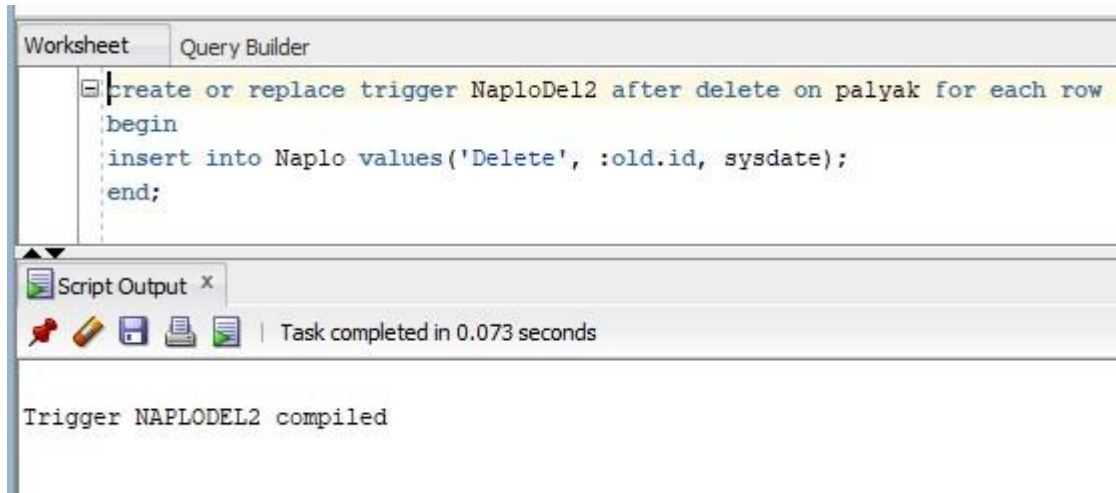 Worksheet Query Builder
create or replace trigger NaploDel2 after delete on palyak for each row
begin
insert into Naplo values('Delete', :old.id, sysdate);
end;
Script Output x
Task completed in 0.073 seconds
Trigger NAPLODEL2 compiled